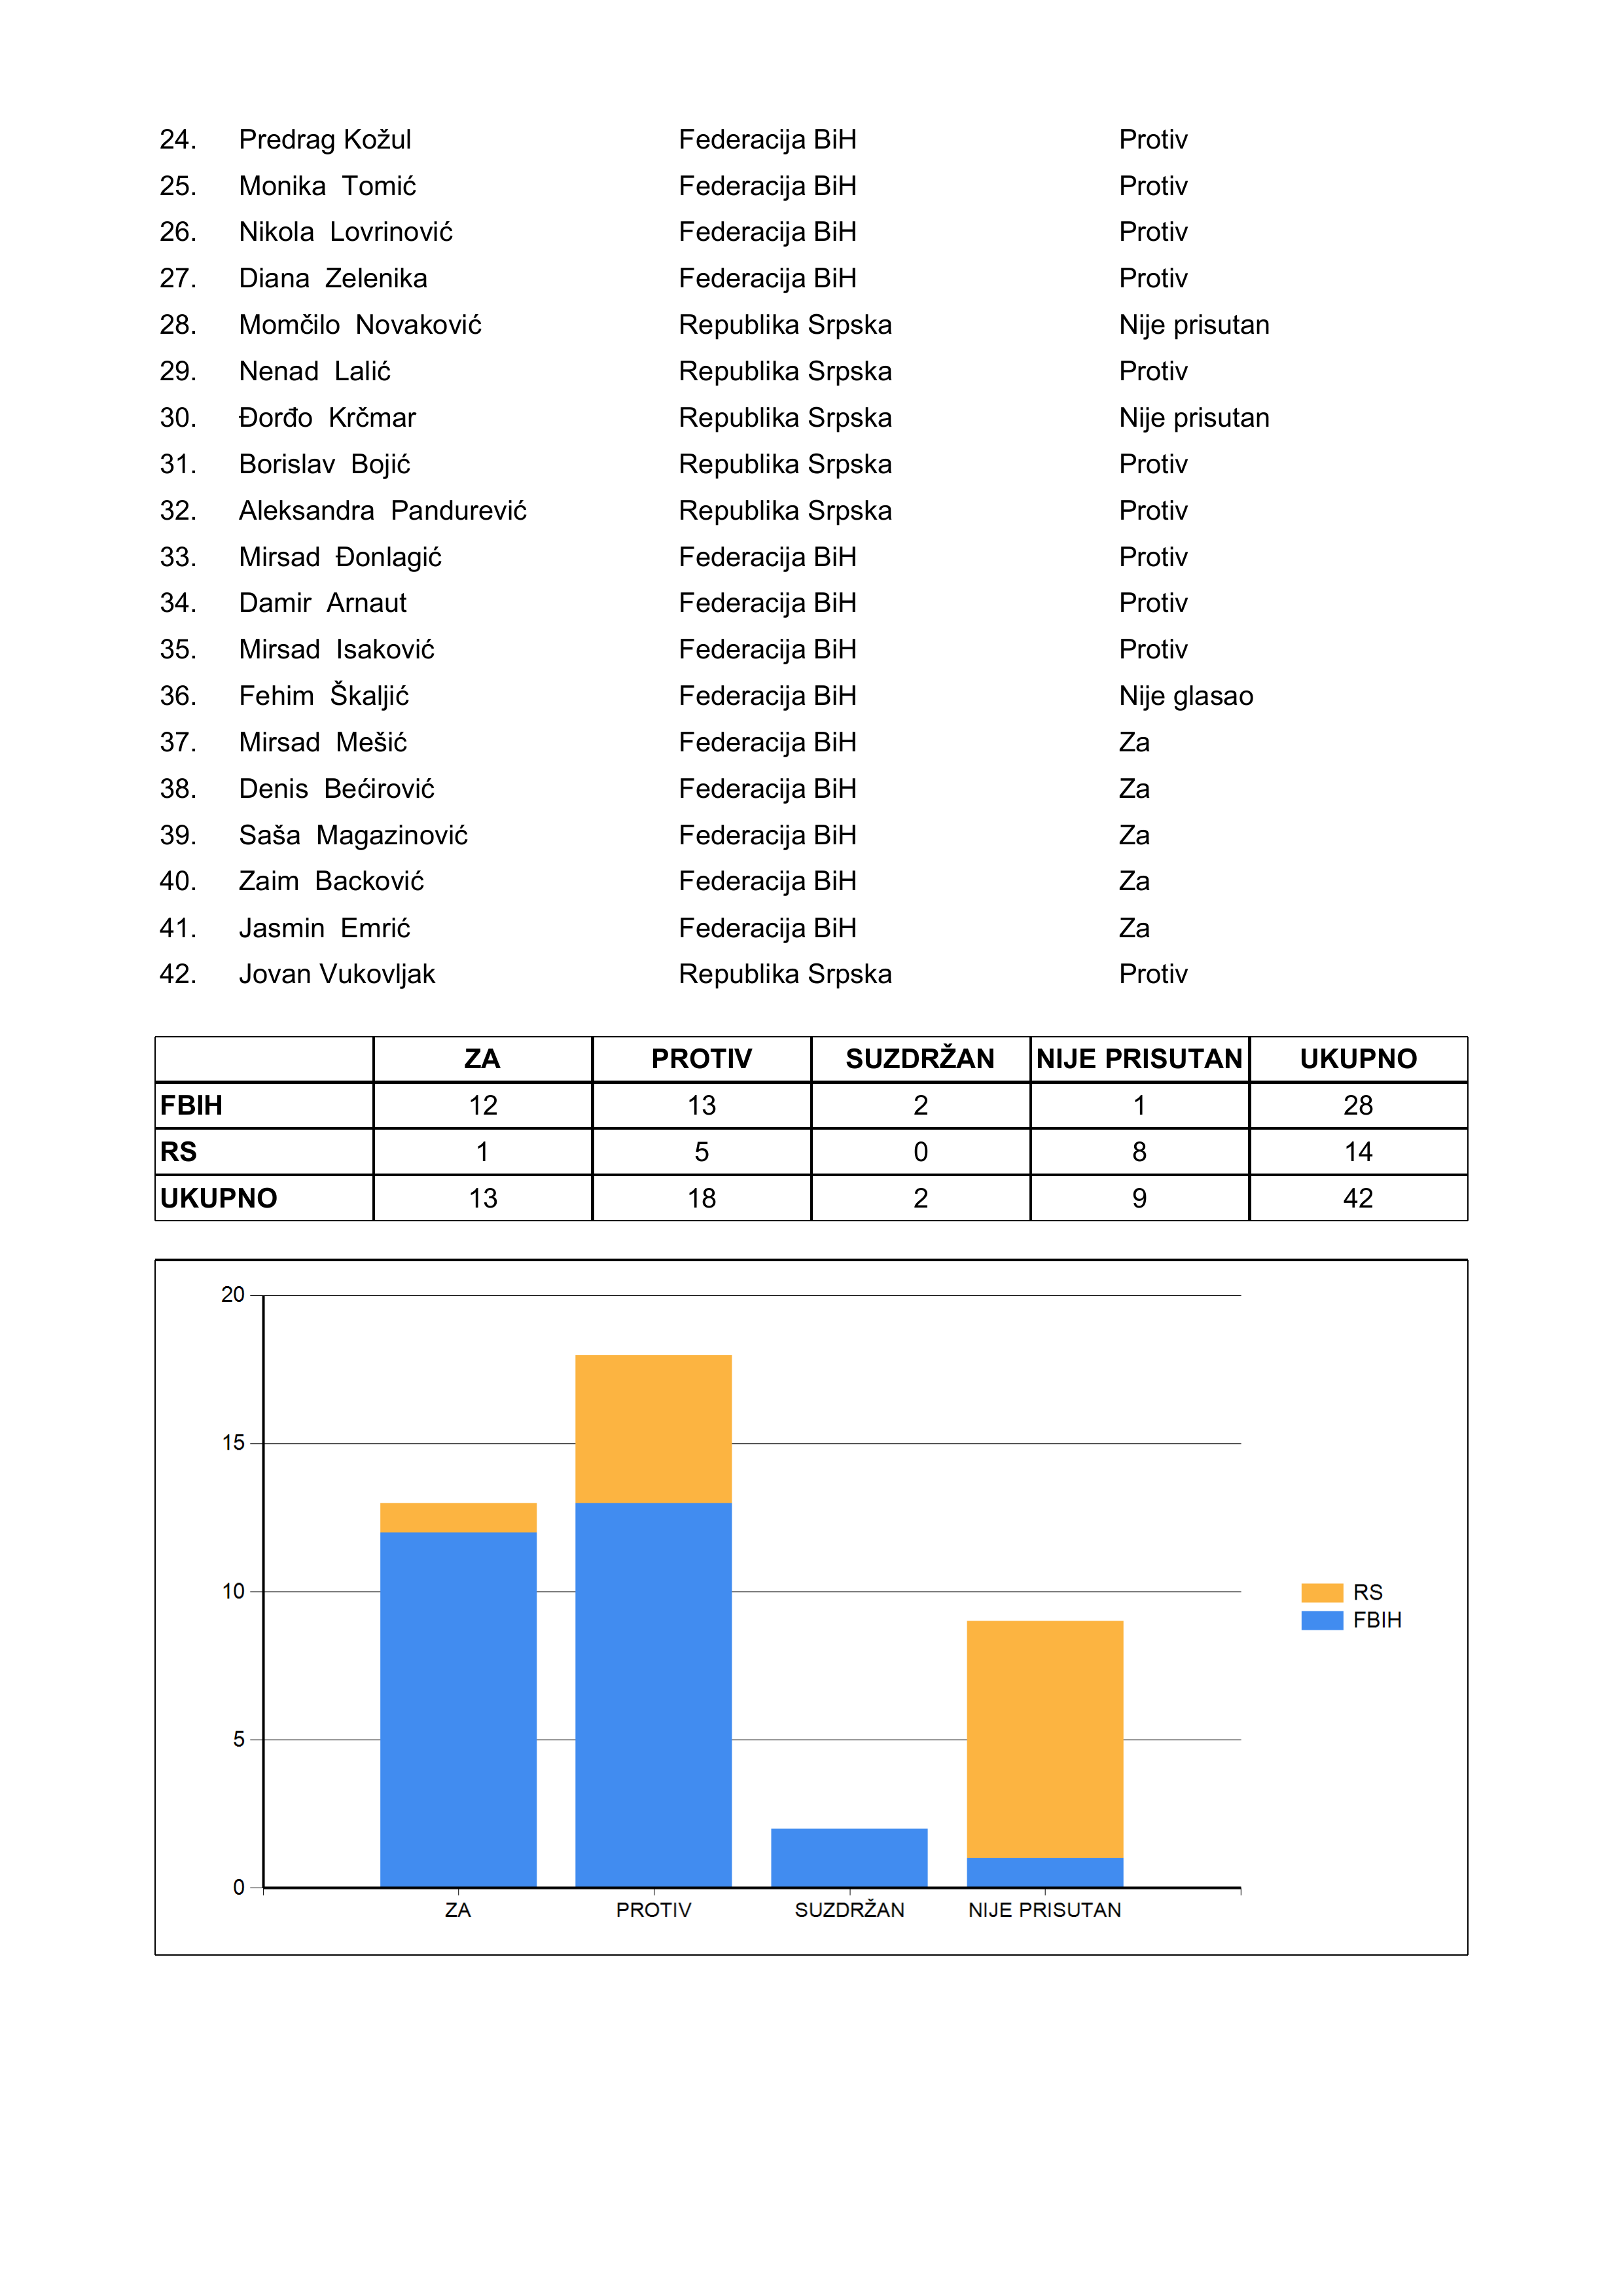 24. Predrag Kožul Federacija BiH Protiv
25. Monika Tomić Federacija BiH Protiv
26. Nikola Lovrinović Federacija BiH Protiv
27. Diana Zelenika Federacija BiH Protiv
28. Momčilo Novaković Republika Srpska Nije prisutan
29. Nenad Lalić Republika Srpska Protiv
30. Đorđo Krčmar Republika Srpska Nije prisutan
31. Borislav Bojić Republika Srpska Protiv
32. Aleksandra Pandurević Republika Srpska Protiv
33. Mirsad Đonlagić Federacija BiH Protiv
34. Damir Arnaut Federacija BiH Protiv
35. Mirsad Isaković Federacija BiH Protiv
36. Fehim Škaljić Federacija BiH Nije glasao
37. Mirsad Mešić Federacija BiH Za
38. Denis Bećirović Federacija BiH Za
39. Saša Magazinović Federacija BiH Za
40. Zaim Backović Federacija BiH Za
41. Jasmin Emrić Federacija BiH Za
42. Jovan Vukovljak Republika Srpska Protiv
ZA PROTIV SUZDRŽAN NIJE PRISUTAN UKUPNO
FBIH 12 13 2 1 28
RS 1 5 0 8 14
UKUPNO 13 18 2 9 42
20
15
10
5
0
ZA PROTIV SUZDRŽAN NIJE PRISUTAN
RS
FBIH